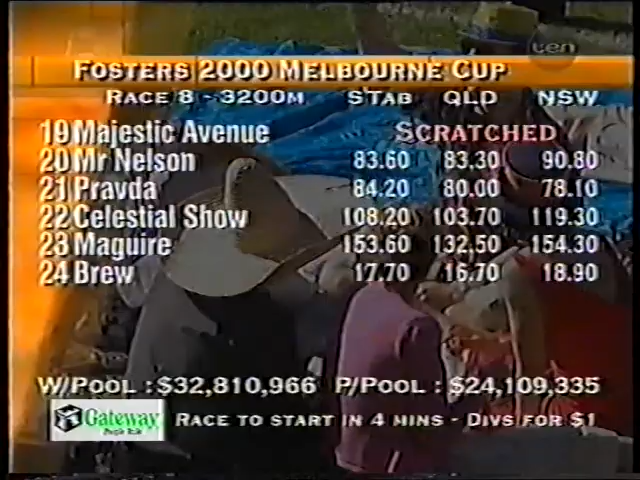 ten
FOSTERS 2000 MELBOURNE CUP
RACE 8 - 3200M STAB QLD NSW
19 Majestic Avenue SCRATCHED
20 Mr Nelson 83.60 83.30 90.80
21 Pravda 84.20 80.00 78.10
22 Celestial Show 108.20 103.70 119.30
23 Maguire 153.60 132.50 154.30
24 Brew 17.70 16.70 18.90
W/POOL : $32,810,966 P/POOL : $24,109,335
Gateway
People Rule
RACE TO START IN 4 MINS - DIVS FOR $1